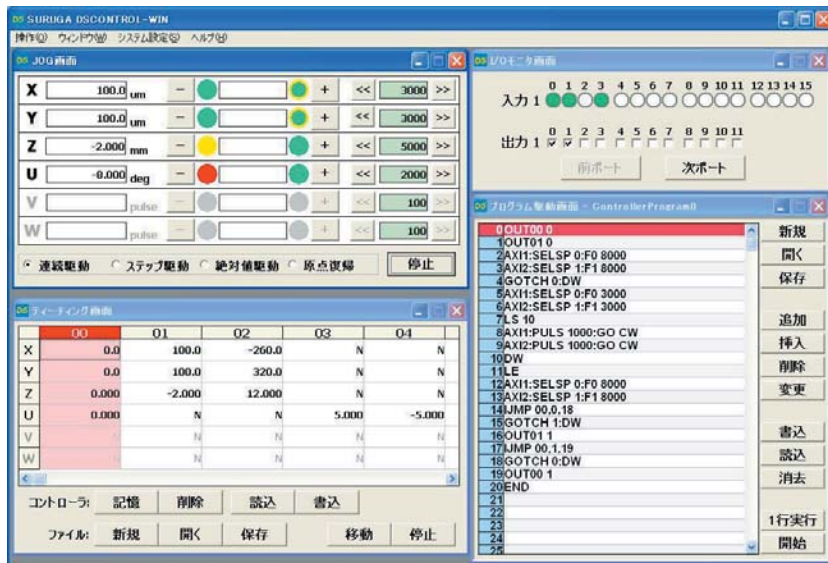 DS SURUGA DSCONTROL-WIN
操作(O) ウィンドウ(W) システム設定(S) ヘルプ(H)
DS JOG画面
X 100.0 um － ＋ << 3000 >>
Y 100.0 um － ＋ << 3000 >>
Z -2.000 mm － ＋ << 5000 >>
U -0.000 deg － ＋ << 2000 >>
V pulse － ＋ << 100 >>
W pulse － ＋ << 100 >>
連続駆動 ステップ駆動 絶対値駆動 原点復帰 停止
DS ティーチング画面
00 01 02 03 04
X 0.0 100.0 -260.0 N N
Y 0.0 100.0 320.0 N N
Z 0.000 -2.000 12.000 N N
U 0.000 N N 5.000 -5.000
V N N N N N
W N N N N N
コントローラ: 記憶 削除 読込 書込
ファイル: 新規 開く 保存 移動 停止
DS I/Oモニタ画面
0 1 2 3 4 5 6 7 8 9 10 11 12 13 14 15
入力 1
0 1 2 3 4 5 6 7 8 9 10 11
出力 1
前ポート 次ポート
DS プログラム駆動画面 - ControllerProgram0
0 OUT00 0
1 OUT01 0
2 AXI1:SELSP 0:F0 8000
3 AXI2:SELSP 1:F1 8000
4 GOTCH 0:DW
5 AXI1:SELSP 0:F0 3000
6 AXI2:SELSP 1:F1 3000
7 LS 10
8 AXI1:PULS 1000:GO CW
9 AXI2:PULS 1000:GO CW
10 DW
11 LE
12 AXI1:SELSP 0:F0 8000
13 AXI2:SELSP 1:F1 8000
14 IJMP 00,0,18
15 GOTCH 1:DW
16 OUT01 1
17 IJMP 00,1,19
18 GOTCH 0:DW
19 OUT00 1
20 END
21
22
23
24
25
新規
開く
保存
追加
挿入
削除
変更
書込
読込
消去
1行実行
開始